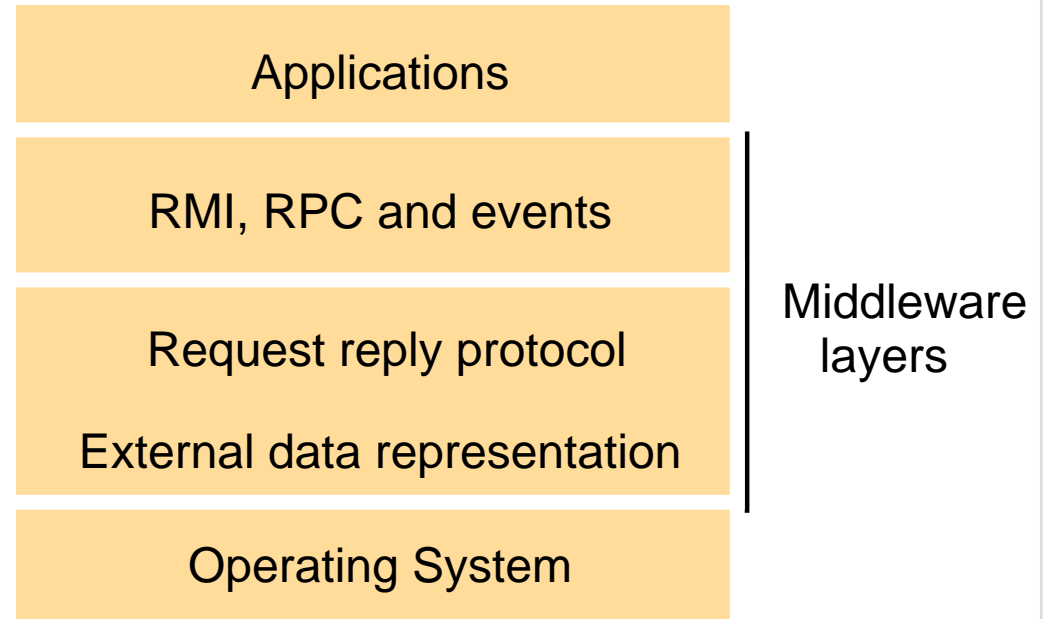 Applications
RMI, RPC and events
Middleware
layers
Request reply protocol
External data representation
Operating System